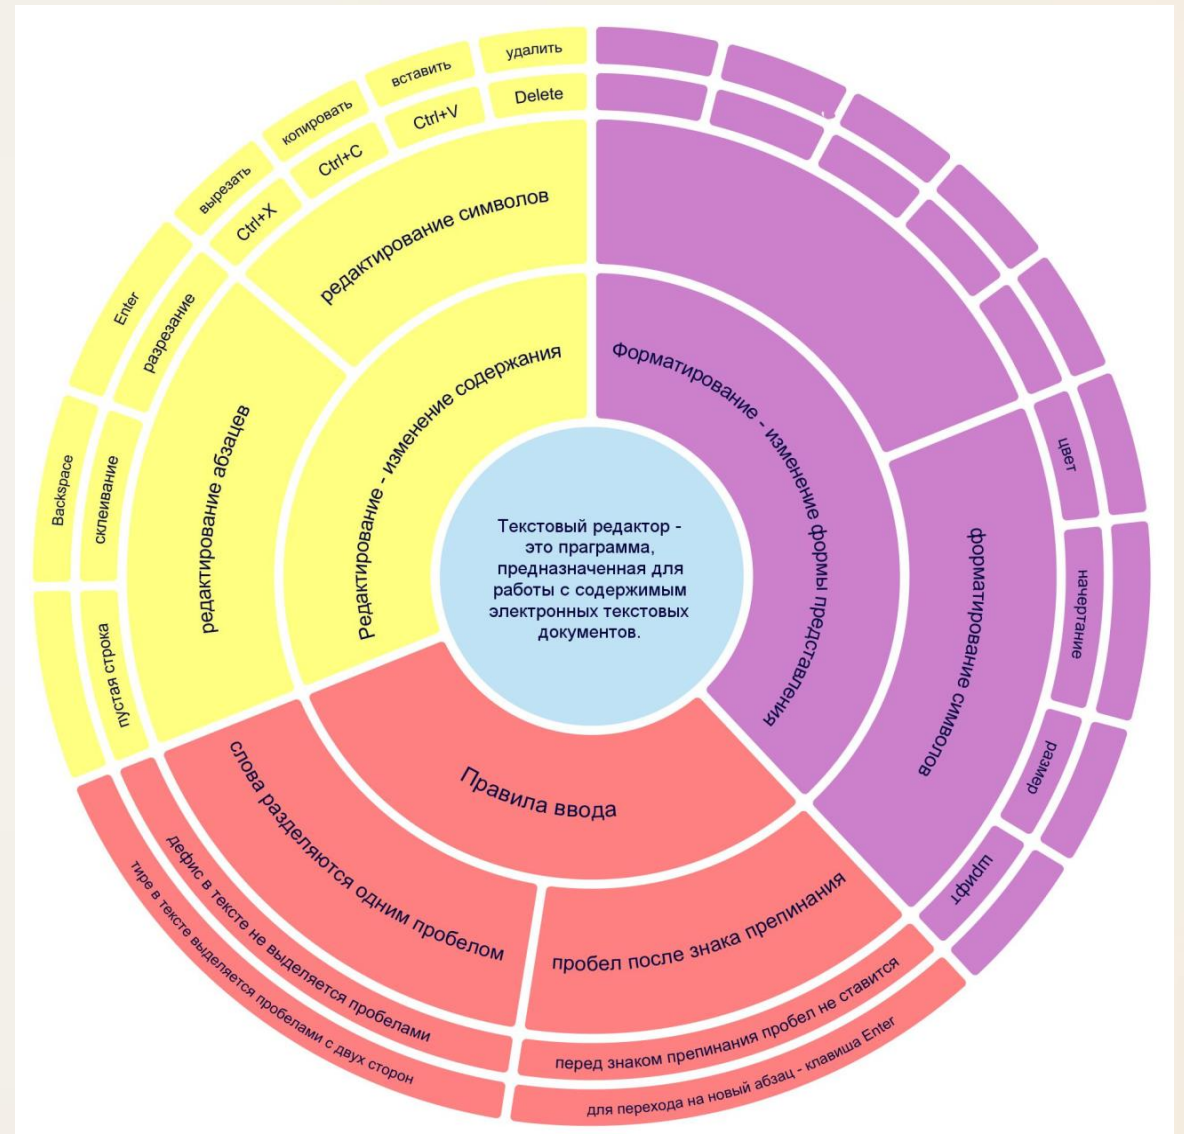 Текстовый редактор -
это праграмма,
предназначенная для
работы с содержимым
электронных текстовых
документов.
Редактирование - изменение содержания
редактирование символов
удалить
Delete
вставить
Ctrl+V
копировать
Ctrl+C
вырезать
Ctrl+X
редактирование абзацев
Enter
разрезание
Backspace
склеивание
пустая строка
Форматирование - изменение формы представления
форматирование символов
цвет
начертание
размер
шрифт
Правила ввода
слова разделяются одним пробелом
дефис в тексте не выделяется пробелами
тире в тексте выделяется пробелами с двух сторон
пробел после знака препинания
перед знаком препинания пробел не ставится
для перехода на новый абзац - клавиша Enter